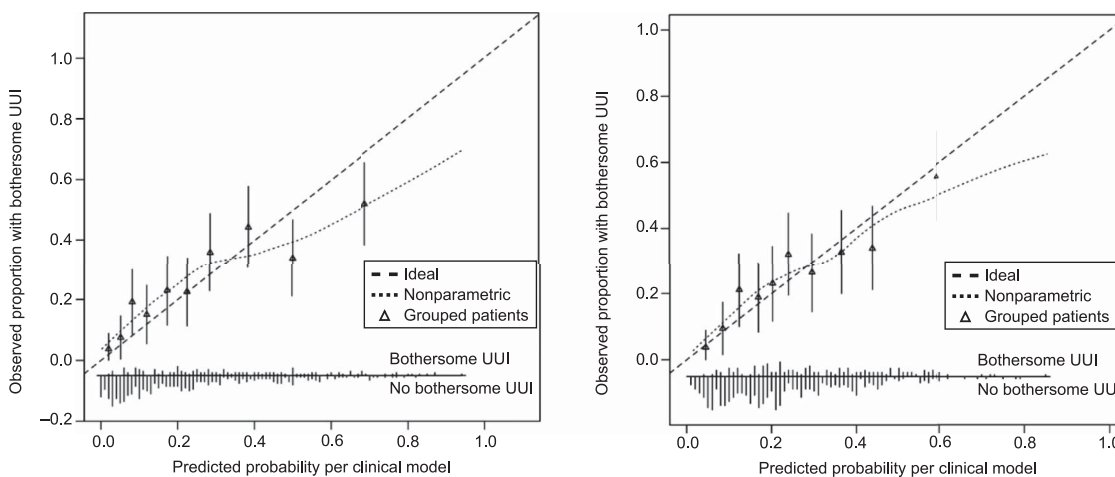 Observed proportion with bothersome UUI
1.0
0.8
0.6
0.4
0.2
0.0
–0.2
Ideal
Nonparametric
Grouped patients
Bothersome UUI
No bothersome UUI
0.0 0.2 0.4 0.6 0.8 1.0
Predicted probability per clinical model
Observed proportion with bothersome UUI
1.0
0.8
0.6
0.4
0.2
0.0
Ideal
Nonparametric
Grouped patients
Bothersome UUI
No bothersome UUI
0.0 0.2 0.4 0.6 0.8 1.0
Predicted probability per clinical model